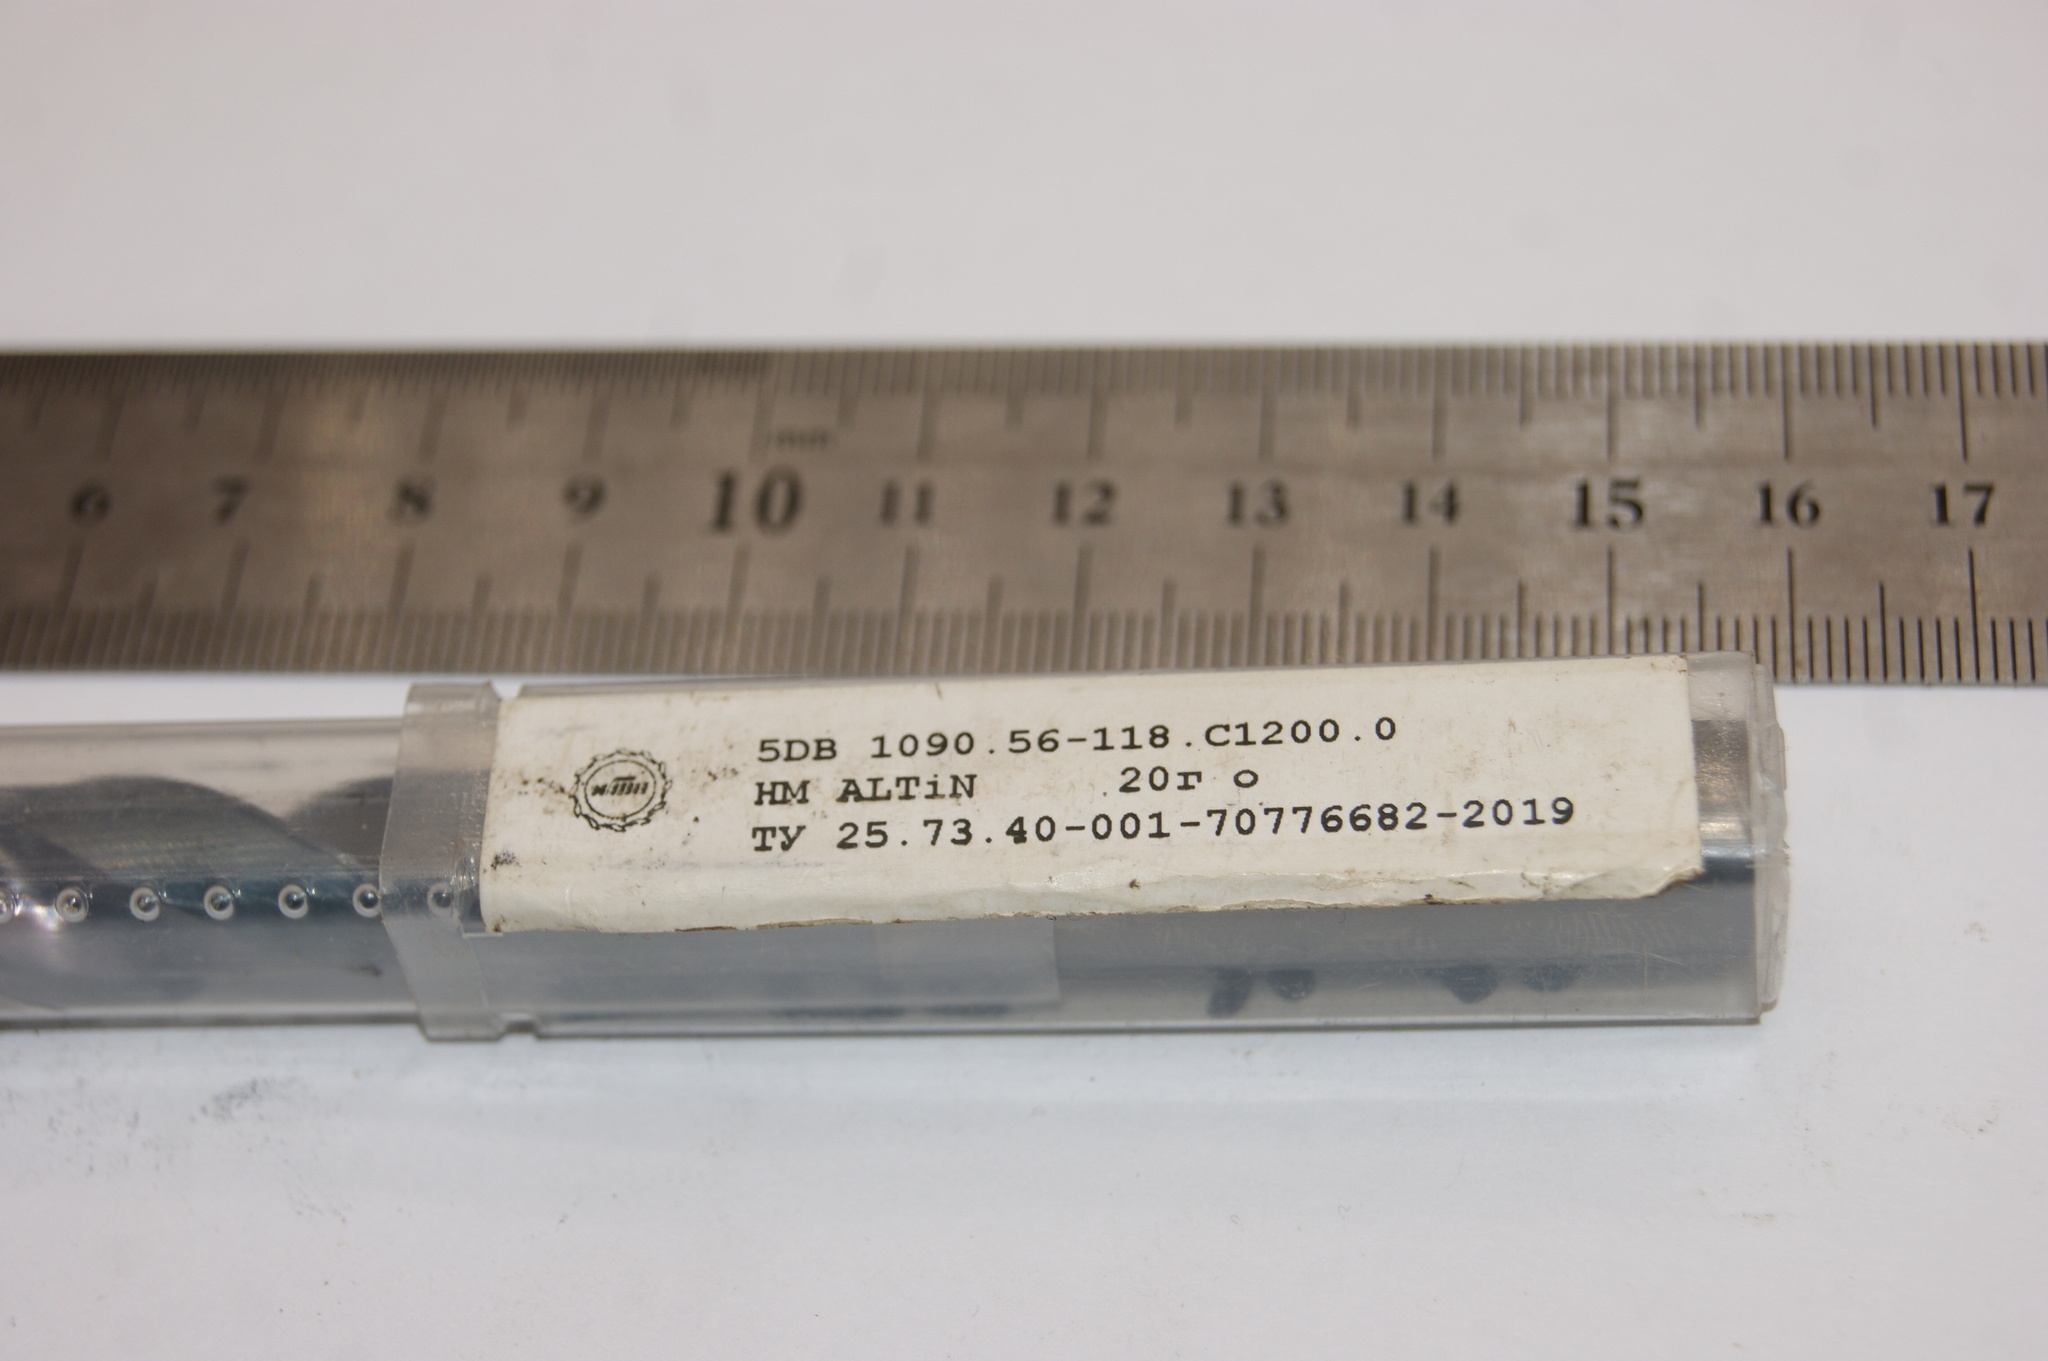 mm
6 7 8 9 10 11 12 13 14 15 16 17
5DB 1090.56-118.C1200.0
HM ALTiN 20г о
ТУ 25.73.40-001-70776682-2019